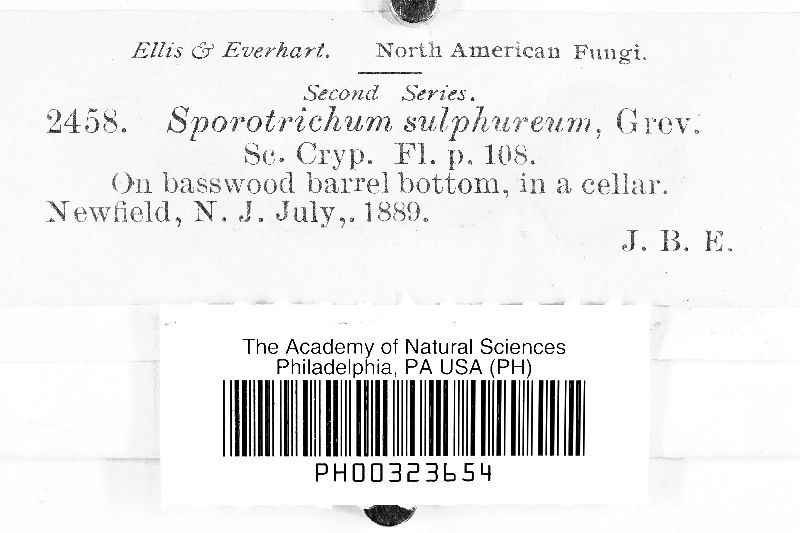 Ellis & Everhart. North American Fungi.
Second Series.
2458. Sporotrichum sulphureum, Grev.
Sc. Cryp. Fl. p. 108.
On basswood barrel bottom, in a cellar.
Newfield, N. J. July,. 1889.
J. B. E.
The Academy of Natural Sciences
Philadelphia, PA USA (PH)
PH00323654